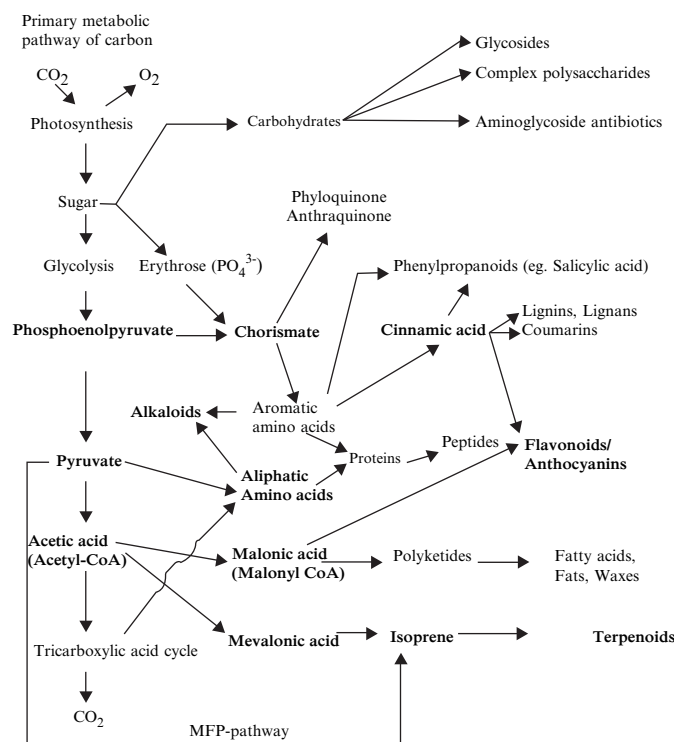 Primary metabolic
pathway of carbon
CO2 O2
Photosynthesis
Glycosides
Complex polysaccharides
Carbohydrates
Aminoglycoside antibiotics
Sugar
Phyloquinone
Anthraquinone
Glycolysis
Erythrose (PO4 3-)
Phenylpropanoids (eg. Salicylic acid)
Phosphoenolpyruvate
Chorismate
Cinnamic acid
Lignins, Lignans
Coumarins
Alkaloids
Aromatic
amino acids
Proteins
Peptides
Flavonoids/
Anthocyanins
Pyruvate
Aliphatic
Amino acids
Acetic acid
(Acetyl-CoA)
Malonic acid
(Malonyl CoA)
Polyketides
Fatty acids,
Fats, Waxes
Tricarboxylic acid cycle
Mevalonic acid
Isoprene
Terpenoids
CO2
MFP-pathway